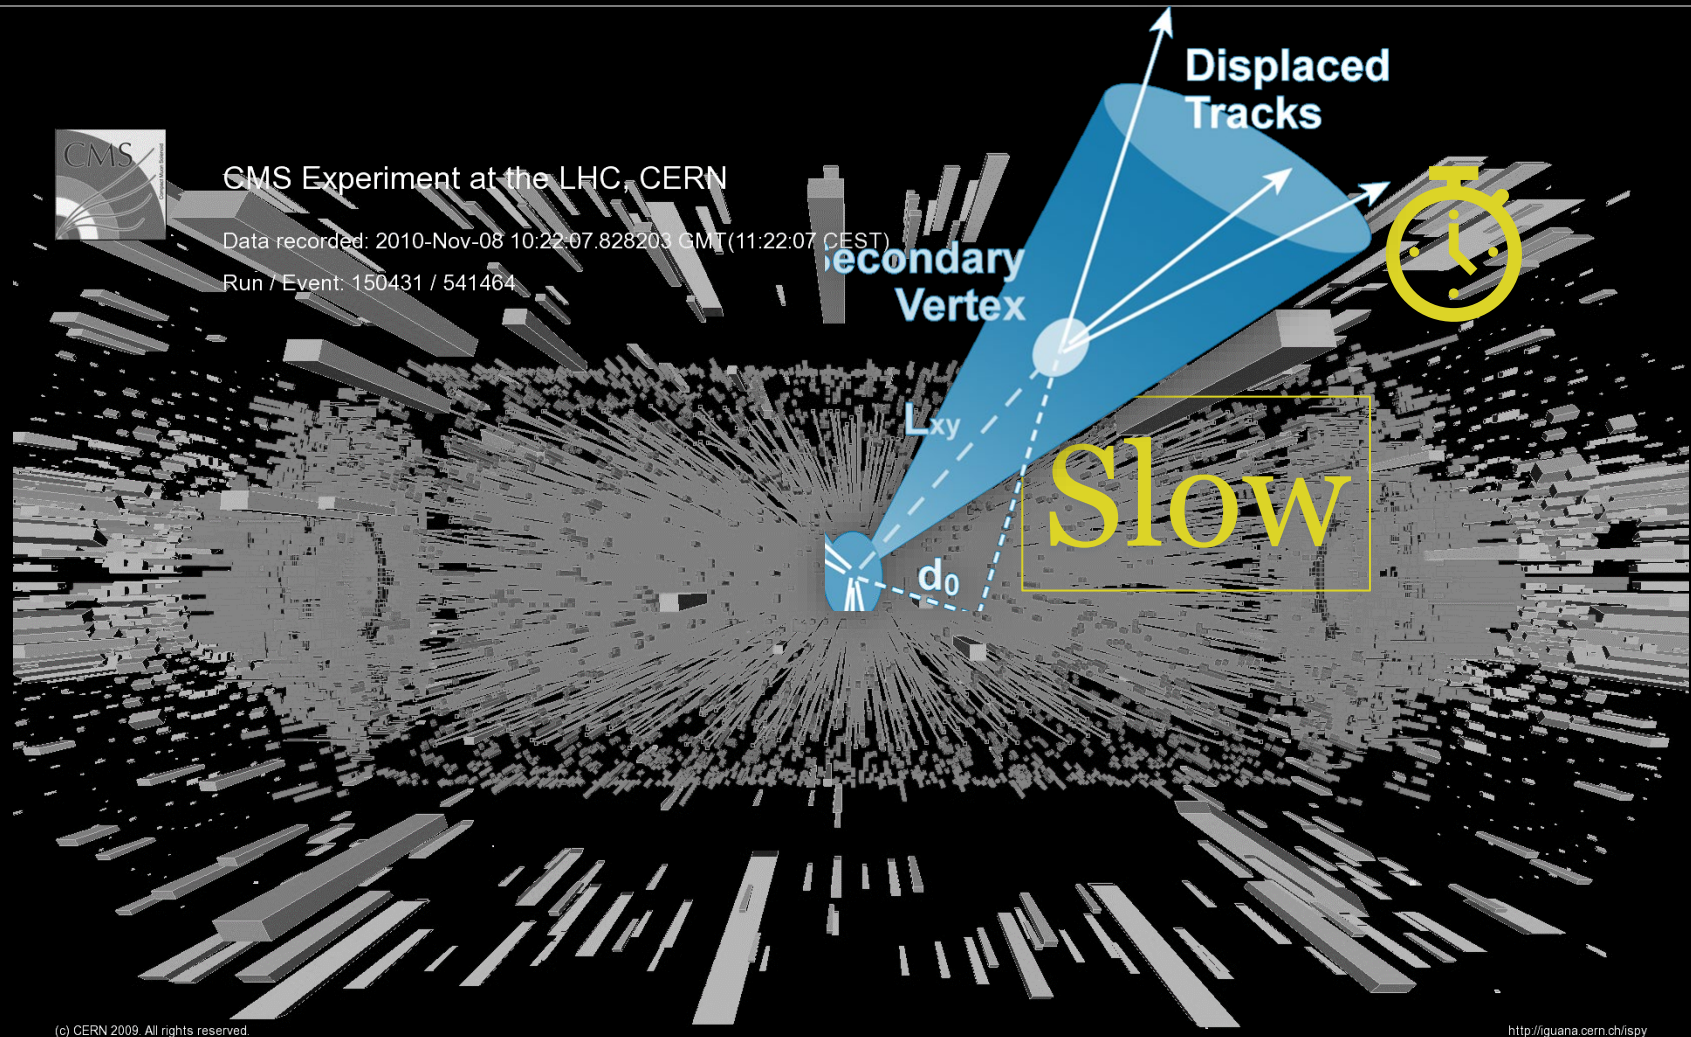 Displaced
Tracks
CMS
CMS Experiment at the LHC, CERN
Data recorded: 2010-Nov-08 10:22:07.828203 GMT(11:22:07 CEST)
Run / Event: 150431 / 541464
econdary
Vertex
Lxy
Slow
d0
(c) CERN 2009. All rights reserved.
http://iguana.cern.ch/ispy